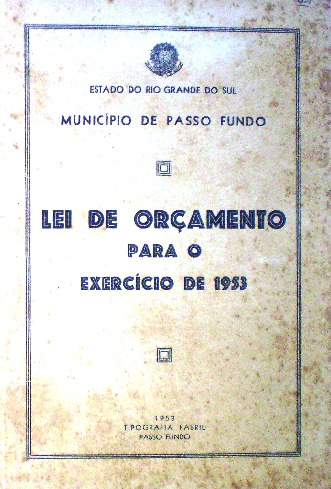 ESTADO DO RIO GRANDE DO SUL
MUNICÍPIO DE PASSO FUNDO
LEI DE ORÇAMENTO
PARA O
EXERCÍCIO DE 1953
1953
TIPOGRAFIA
PASSO FUNDO